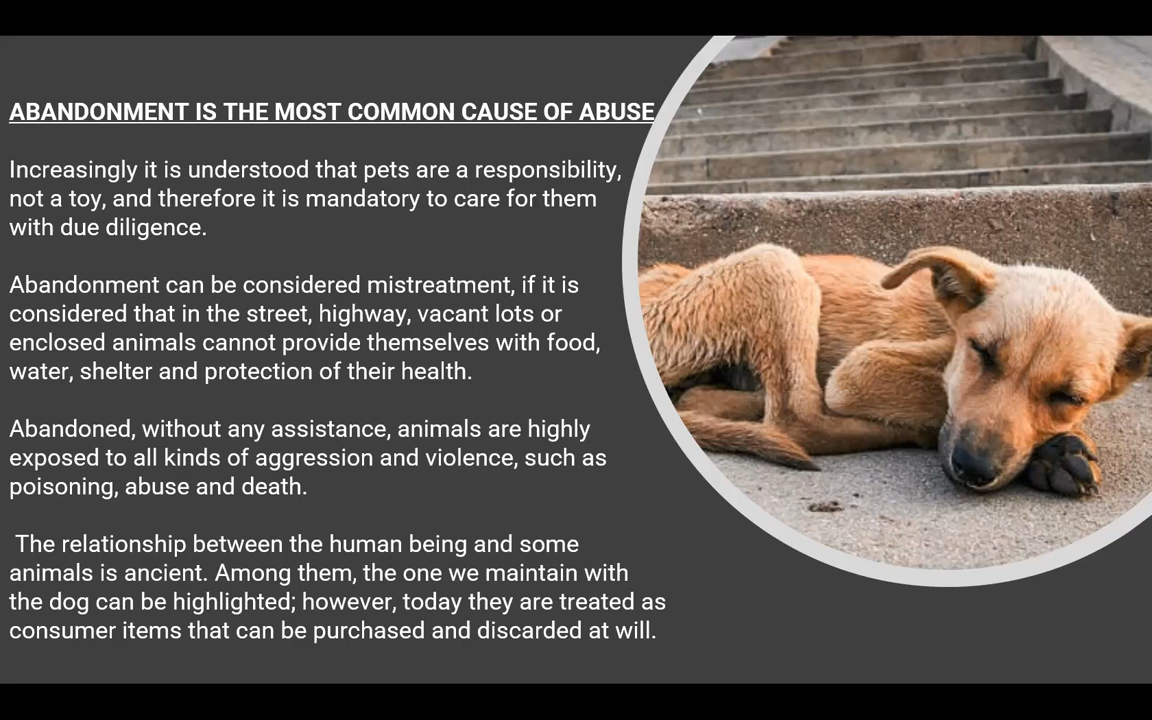 ABANDONMENT IS THE MOST COMMON CAUSE OF ABUSE
Increasingly it is understood that pets are a responsibility,
not a toy, and therefore it is mandatory to care for them
with due diligence.
Abandonment can be considered mistreatment, if it is
considered that in the street, highway, vacant lots or
enclosed animals cannot provide themselves with food,
water, shelter and protection of their health.
Abandoned, without any assistance, animals are highly
exposed to all kinds of aggression and violence, such as
poisoning, abuse and death.
The relationship between the human being and some
animals is ancient. Among them, the one we maintain with
the dog can be highlighted; however, today they are treated as
consumer items that can be purchased and discarded at will.